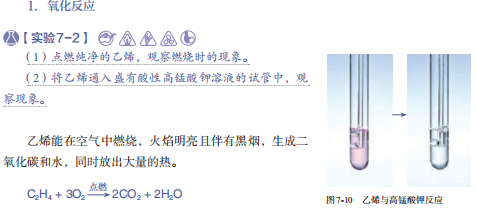 1. 氧化反应
【实验7-2】
(1)点燃纯净的乙烯,观察燃烧时的现象。
(2)将乙烯通入盛有酸性高锰酸钾溶液的试管中,观
察现象。
乙烯能在空气中燃烧,火焰明亮且伴有黑烟,生成二
氧化碳和水,同时放出大量的热。
C₂H₄ + 3O₂ 点燃→ 2CO₂ + 2H₂O
图7-10 乙烯与高锰酸钾反应